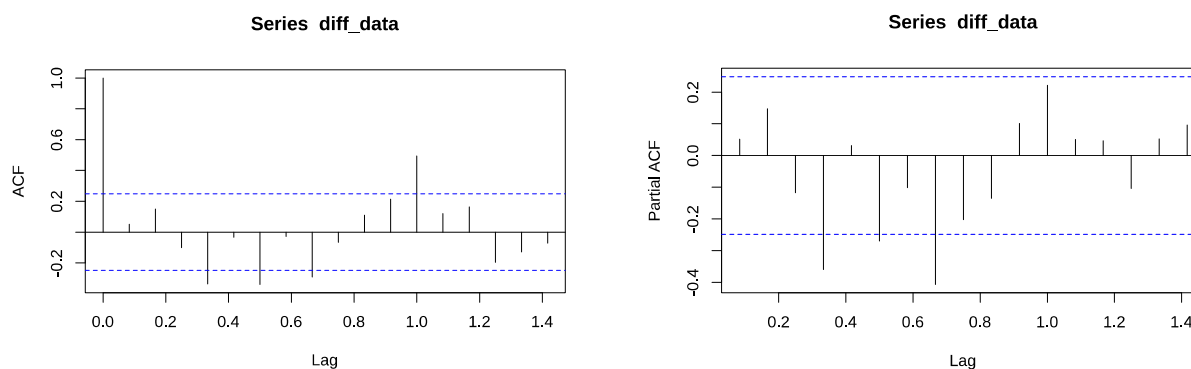 Series diff_data
ACF
-0.2 0.2 0.6 1.0
0.0 0.2 0.4 0.6 0.8 1.0 1.2 1.4
Lag
Series diff_data
Partial ACF
-0.4 -0.2 0.0 0.2
0.2 0.4 0.6 0.8 1.0 1.2 1.4
Lag